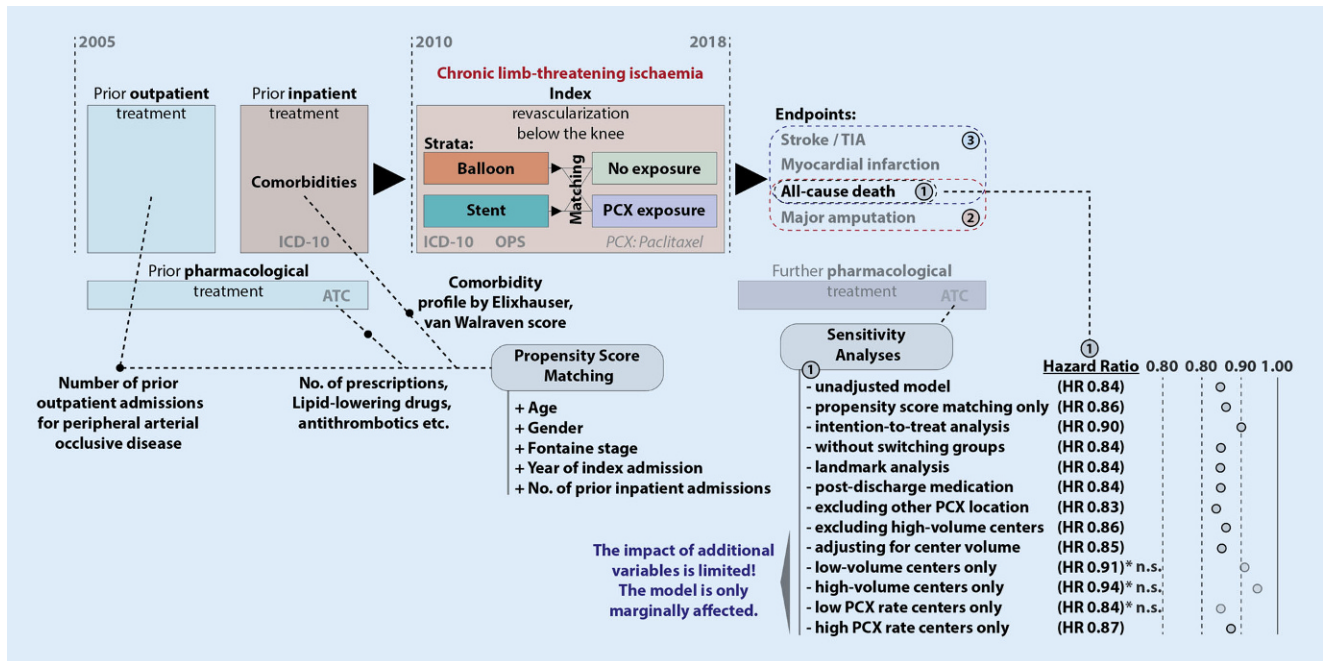 2005
2010
2018
Chronic limb-threatening ischaemia
Prior outpatient
treatment
Prior inpatient
treatment
Comorbidities
ICD-10
Index
revascularization
below the knee
Strata:
Balloon
Stent
Matching
No exposure
PCX exposure
ICD-10
OPS
PCX: Paclitaxel
Endpoints:
Stroke / TIA
3
Myocardial infarction
All-cause death
1
Major amputation
2
Prior pharmacological
treatment
ATC
Further pharmacological
treatment
ATC
Comorbidity
profile by Elixhauser,
van Walraven score
Number of prior
outpatient admissions
for peripheral arterial
occlusive disease
No. of prescriptions,
Lipid-lowering drugs,
antithrombotics etc.
Propensity Score
Matching
+ Age
+ Gender
+ Fontaine stage
+ Year of index admission
+ No. of prior inpatient admissions
Sensitivity
Analyses
1
1
Hazard Ratio 0.80 0.80 0.90 1.00
- unadjusted model (HR 0.84)
- propensity score matching only (HR 0.86)
- intention-to-treat analysis (HR 0.90)
- without switching groups (HR 0.84)
- landmark analysis (HR 0.84)
- post-discharge medication (HR 0.84)
- excluding other PCX location (HR 0.83)
- excluding high-volume centers (HR 0.86)
- adjusting for center volume (HR 0.85)
- low-volume centers only (HR 0.91)* n.s.
- high-volume centers only (HR 0.94)* n.s.
- low PCX rate centers only (HR 0.84)* n.s.
- high PCX rate centers only (HR 0.87)
The impact of additional
variables is limited!
The model is only
marginally affected.